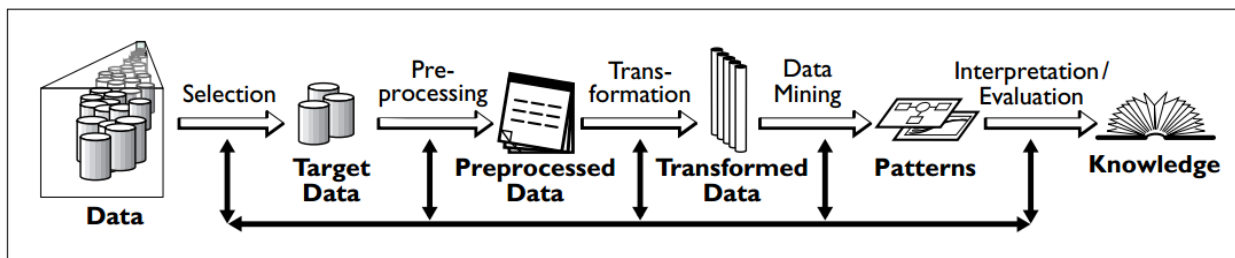 Data
Selection
Target
Data
Pre-
processing
Preprocessed
Data
Trans-
formation
Transformed
Data
Data
Mining
Patterns
Interpretation/
Evaluation
Knowledge